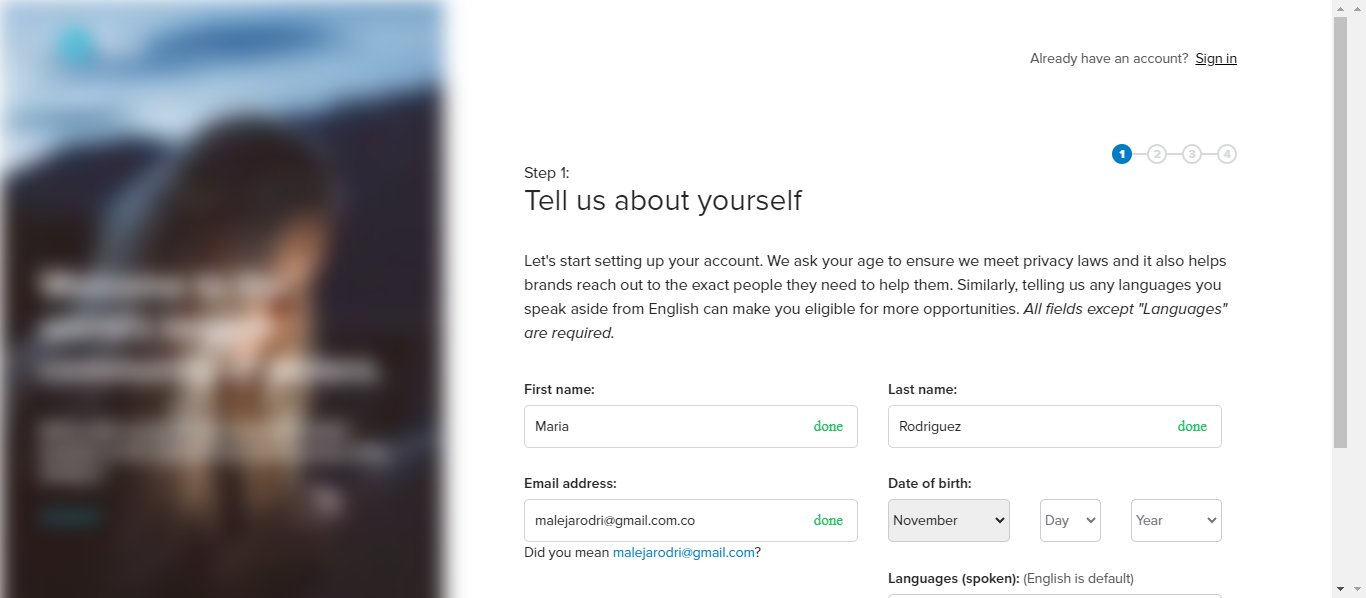 Already have an account? Sign in
1 2 3 4
Step 1:
Tell us about yourself
Let's start setting up your account. We ask your age to ensure we meet privacy laws and it also helps
brands reach out to the exact people they need to help them. Similarly, telling us any languages you
speak aside from English can make you eligible for more opportunities. All fields except "Languages"
are required.
First name:
Last name:
Maria done
Rodriguez done
Email address:
Date of birth:
malejarodri@gmail.com.co done
November Day Year
Did you mean malejarodri@gmail.com?
Languages (spoken): (English is default)